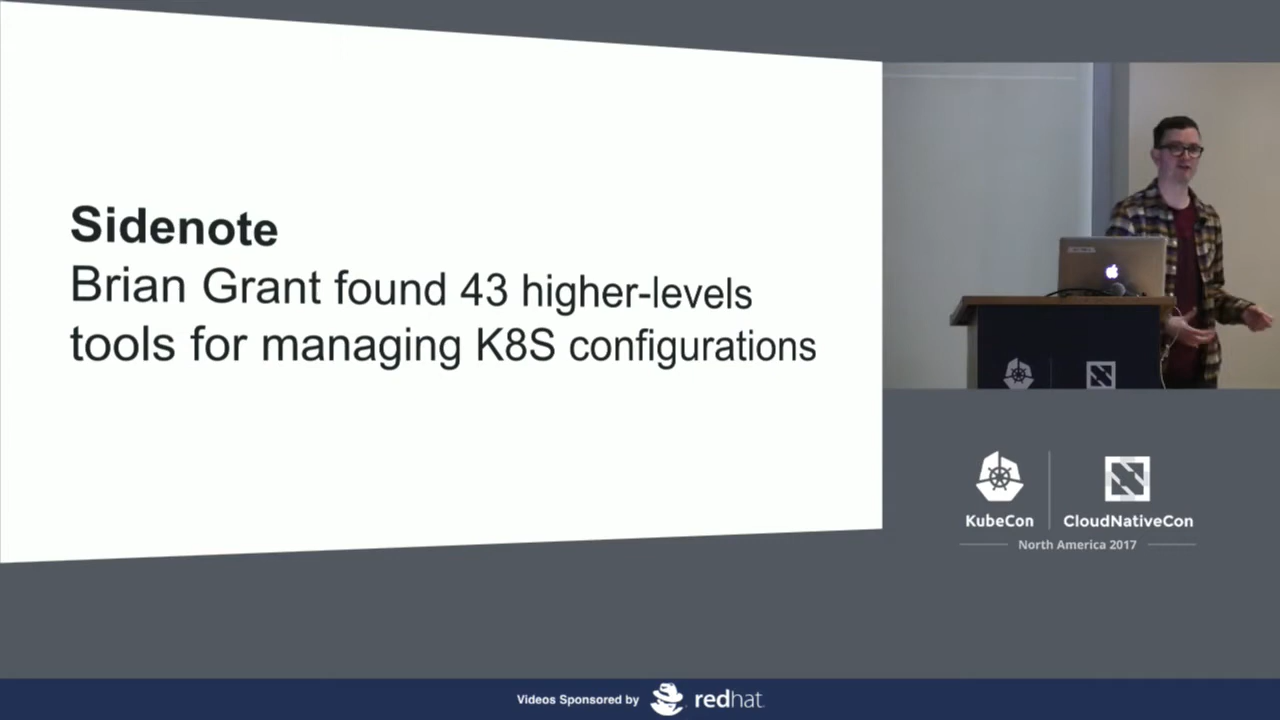 Sidenote
Brian Grant found 43 higher-levels
tools for managing K8S configurations
KubeCon
CloudNativeCon
North America 2017
Videos Sponsored by redhat.